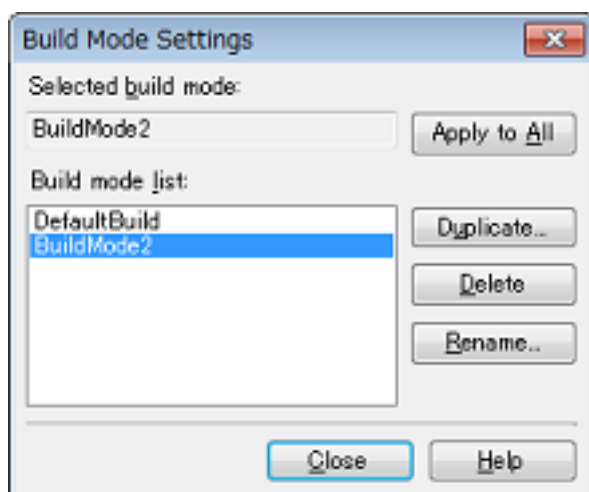 Build Mode Settings
Selected build mode:
BuildMode2
Apply to All
Build mode list:
DefaultBuild
BuildMode2
Duplicate...
Delete
Rename...
Close
Help